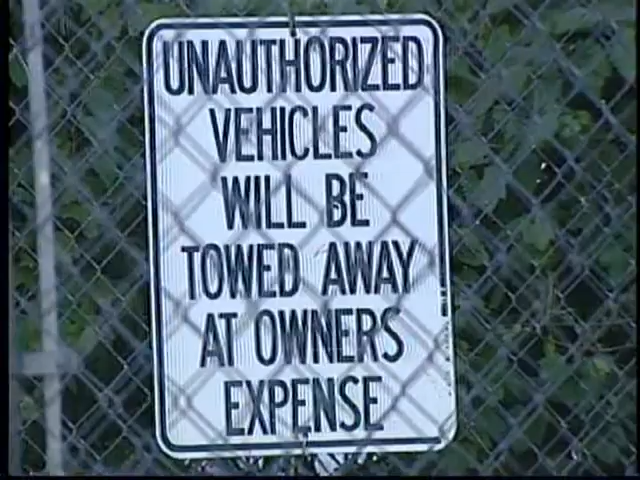 UNAUTHORIZED
VEHICLES
WILL BE
TOWED AWAY
AT OWNERS
EXPENSE